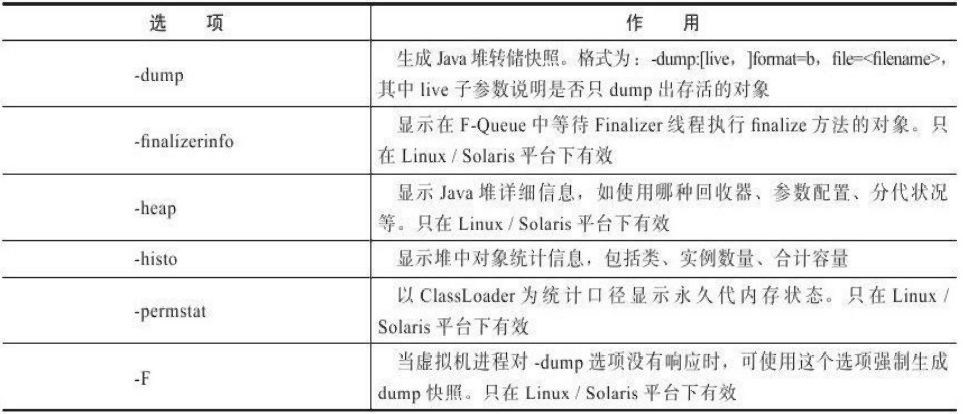 选 项 作 用
-dump 生成 Java 堆转储快照。格式为：-dump:[live, ]format=b, file=<filename>,
其中 live 子参数说明是否只 dump 出存活的对象
-finalizerinfo 显示在 F-Queue 中等待 Finalizer 线程执行 finalize 方法的对象。只
在 Linux / Solaris 平台下有效
-heap 显示 Java 堆详细信息，如使用哪种回收器、参数配置、分代状况
等。只在 Linux / Solaris 平台下有效
-histo 显示堆中对象统计信息，包括类、实例数量、合计容量
-permstat 以 ClassLoader 为统计口径显示永久代内存状态。只在 Linux /
Solaris 平台下有效
-F 当虚拟机进程对 -dump 选项没有响应时，可使用这个选项强制生成
dump 快照。只在 Linux / Solaris 平台下有效